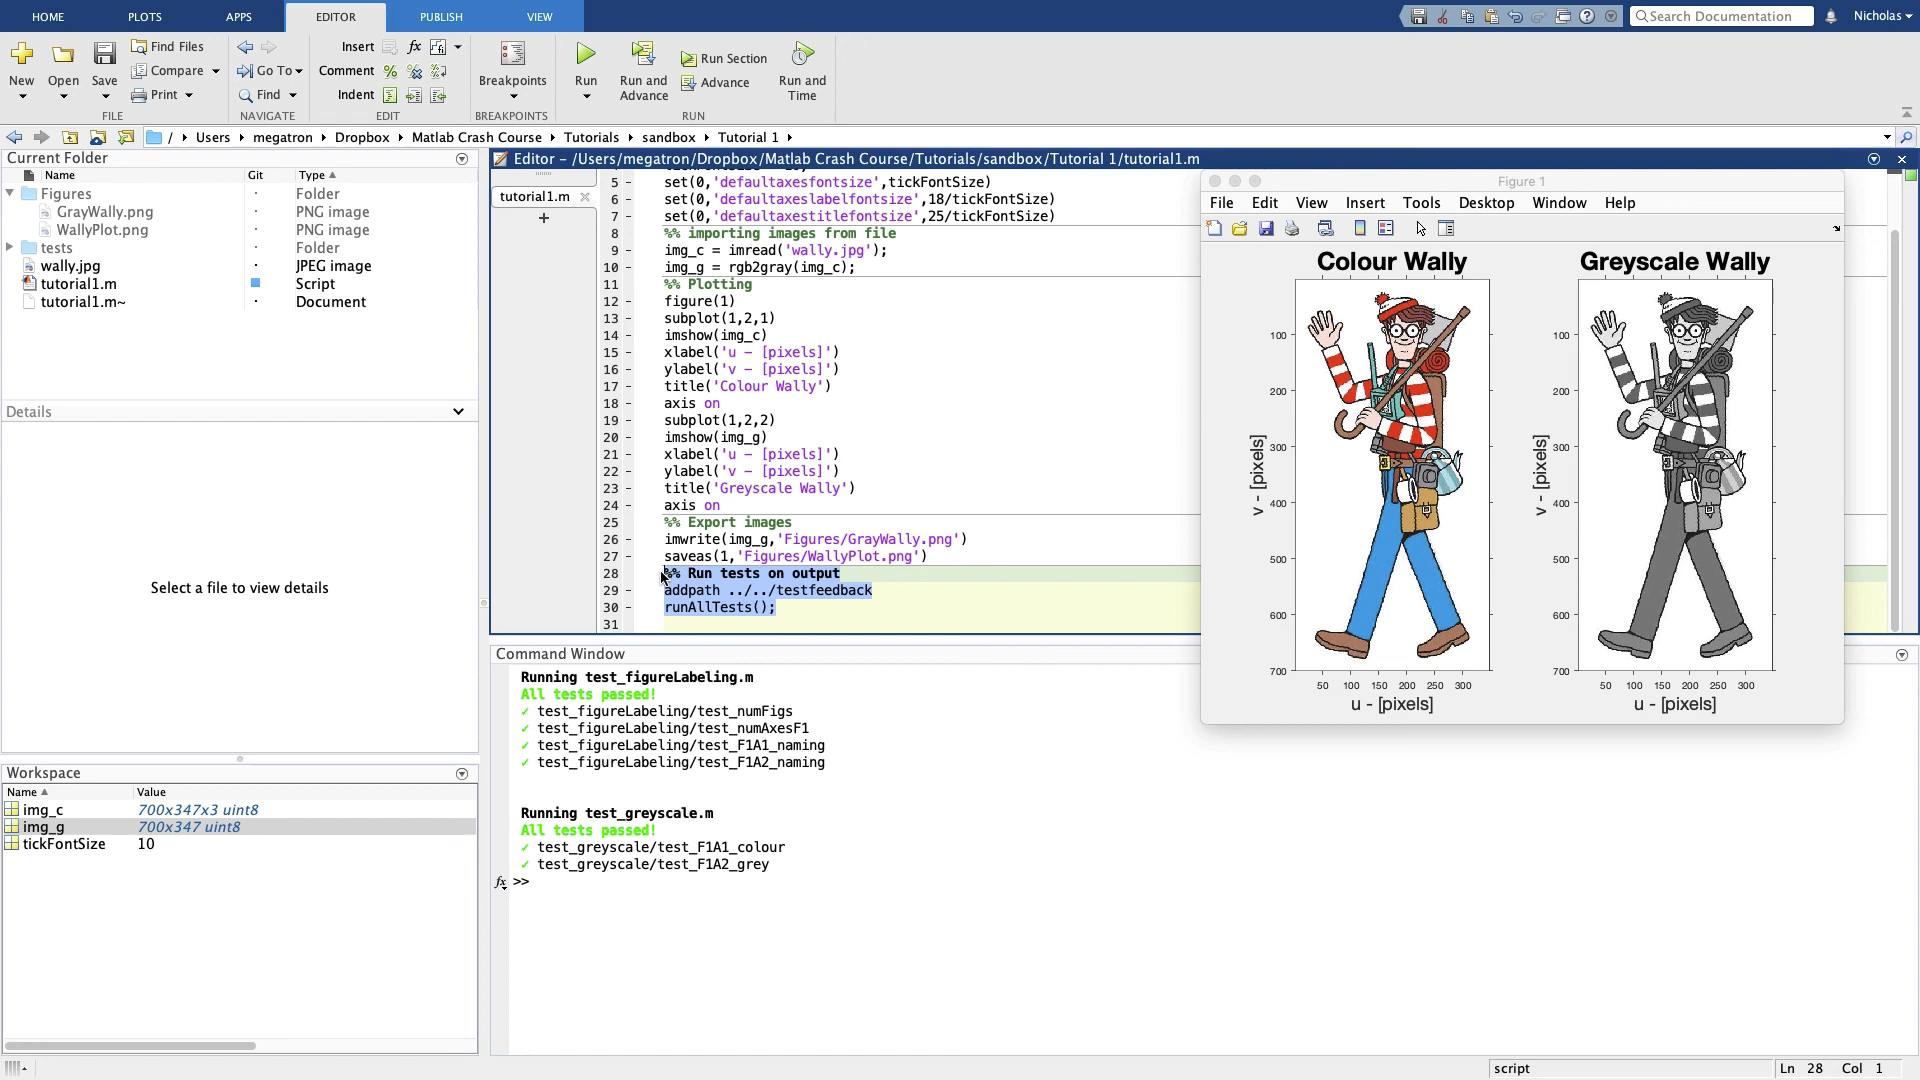 HOME PLOTS APPS EDITOR PUBLISH VIEW Search Documentation Nicholas
New Open Save Find Files Compare Print FILE
Go To Find NAVIGATE
Insert Comment Indent EDIT
Breakpoints BREAKPOINTS
Run Run and Advance Run Section Advance Run and Time RUN
/ Users megatron Dropbox Matlab Crash Course Tutorials sandbox Tutorial 1
Current Folder
Name Git Type
Figures Folder
GrayWally.png PNG image
WallyPlot.png PNG image
tests Folder
wally.jpg JPEG image
tutorial1.m Script
tutorial1.m~ Document
Details
Select a file to view details
Workspace
Name Value
img_c 700x347x3 uint8
img_g 700x347 uint8
tickFontSize 10
Editor - /Users/megatron/Dropbox/Matlab Crash Course/Tutorials/sandbox/Tutorial 1/tutorial1.m
tutorial1.m
5 - set(0,'defaultaxesfontsize',tickFontSize)
6 - set(0,'defaultaxeslabelfontsize',18/tickFontSize)
7 - set(0,'defaultaxestitlefontsize',25/tickFontSize)
8 %% importing images from file
9 - img_c = imread('wally.jpg');
10 - img_g = rgb2gray(img_c);
11 %% Plotting
12 - figure(1)
13 - subplot(1,2,1)
14 - imshow(img_c)
15 - xlabel('u - [pixels]')
16 - ylabel('v - [pixels]')
17 - title('Colour Wally')
18 - axis on
19 - subplot(1,2,2)
20 - imshow(img_g)
21 - xlabel('u - [pixels]')
22 - ylabel('v - [pixels]')
23 - title('Greyscale Wally')
24 - axis on
25 %% Export images
26 - imwrite(img_g,'Figures/GrayWally.png')
27 - saveas(1,'Figures/WallyPlot.png')
28 %% Run tests on output
29 - addpath ../../testfeedback
30 - runAllTests();
31
Command Window
Running test_figureLabeling.m
All tests passed!
✓ test_figureLabeling/test_numFigs
✓ test_figureLabeling/test_numAxesF1
✓ test_figureLabeling/test_F1A1_naming
✓ test_figureLabeling/test_F1A2_naming
Running test_greyscale.m
All tests passed!
✓ test_greyscale/test_F1A1_colour
✓ test_greyscale/test_F1A2_grey
fx >>
Figure 1
File Edit View Insert Tools Desktop Window Help
Colour Wally
v - [pixels]
100
200
300
400
500
600
700
50 100 150 200 250 300
u - [pixels]
Greyscale Wally
v - [pixels]
100
200
300
400
500
600
700
50 100 150 200 250 300
u - [pixels]
script Ln 28 Col 1